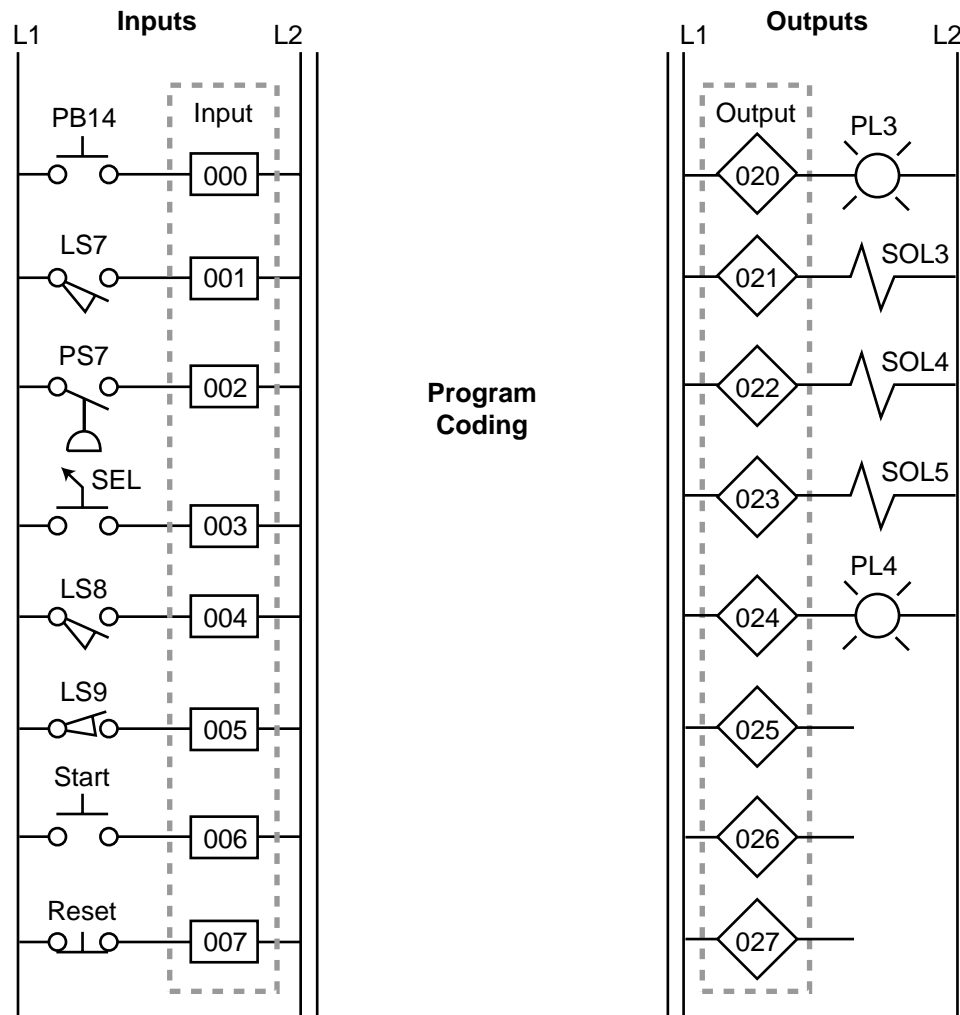 Inputs
L1
L2
PB14
Input
000
LS7
001
PS7
002
SEL
003
LS8
004
LS9
005
Start
006
Reset
007
Program
Coding
Outputs
L1
L2
Output
PL3
020
SOL3
021
SOL4
022
SOL5
023
PL4
024
025
026
027